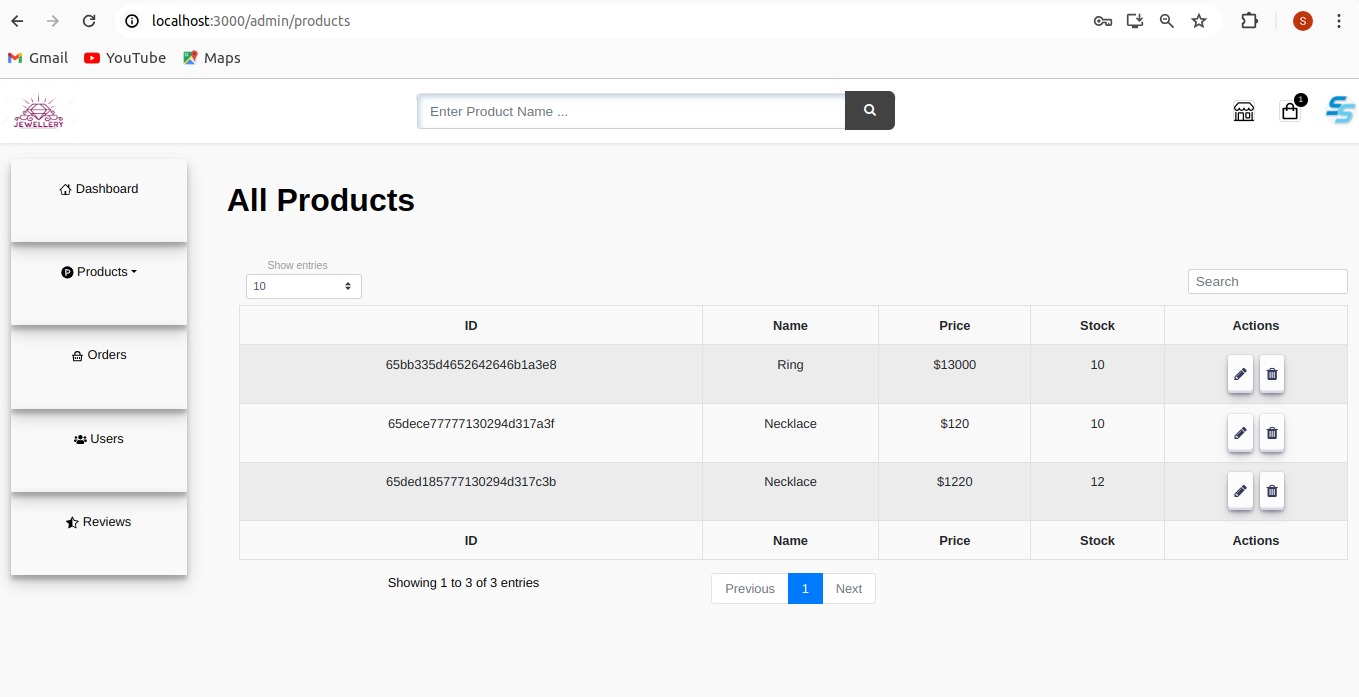 localhost:3000/admin/products
S
Gmail YouTube Maps
JEWELLERY
Enter Product Name ...
1
Dashboard
Products
Orders
Users
Reviews
All Products
Show entries
10
Search
ID Name Price Stock Actions
65bb335d4652642646b1a3e8 Ring $13000 10
65dece77777130294d317a3f Necklace $120 10
65ded185777130294d317c3b Necklace $1220 12
ID Name Price Stock Actions
Showing 1 to 3 of 3 entries
Previous 1 Next